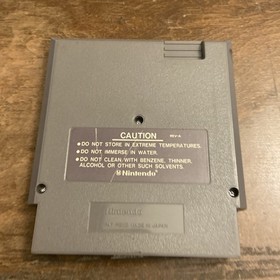 CAUTION REV-A
●DO NOT STORE IN EXTREME TEMPERATURES.
●DO NOT IMMERSE IN WATER.
●DO NOT CLEAN WITH BENZENE, THINNER,
ALCOHOL OR OTHER SUCH SOLVENTS.
Nintendo
Nintendo